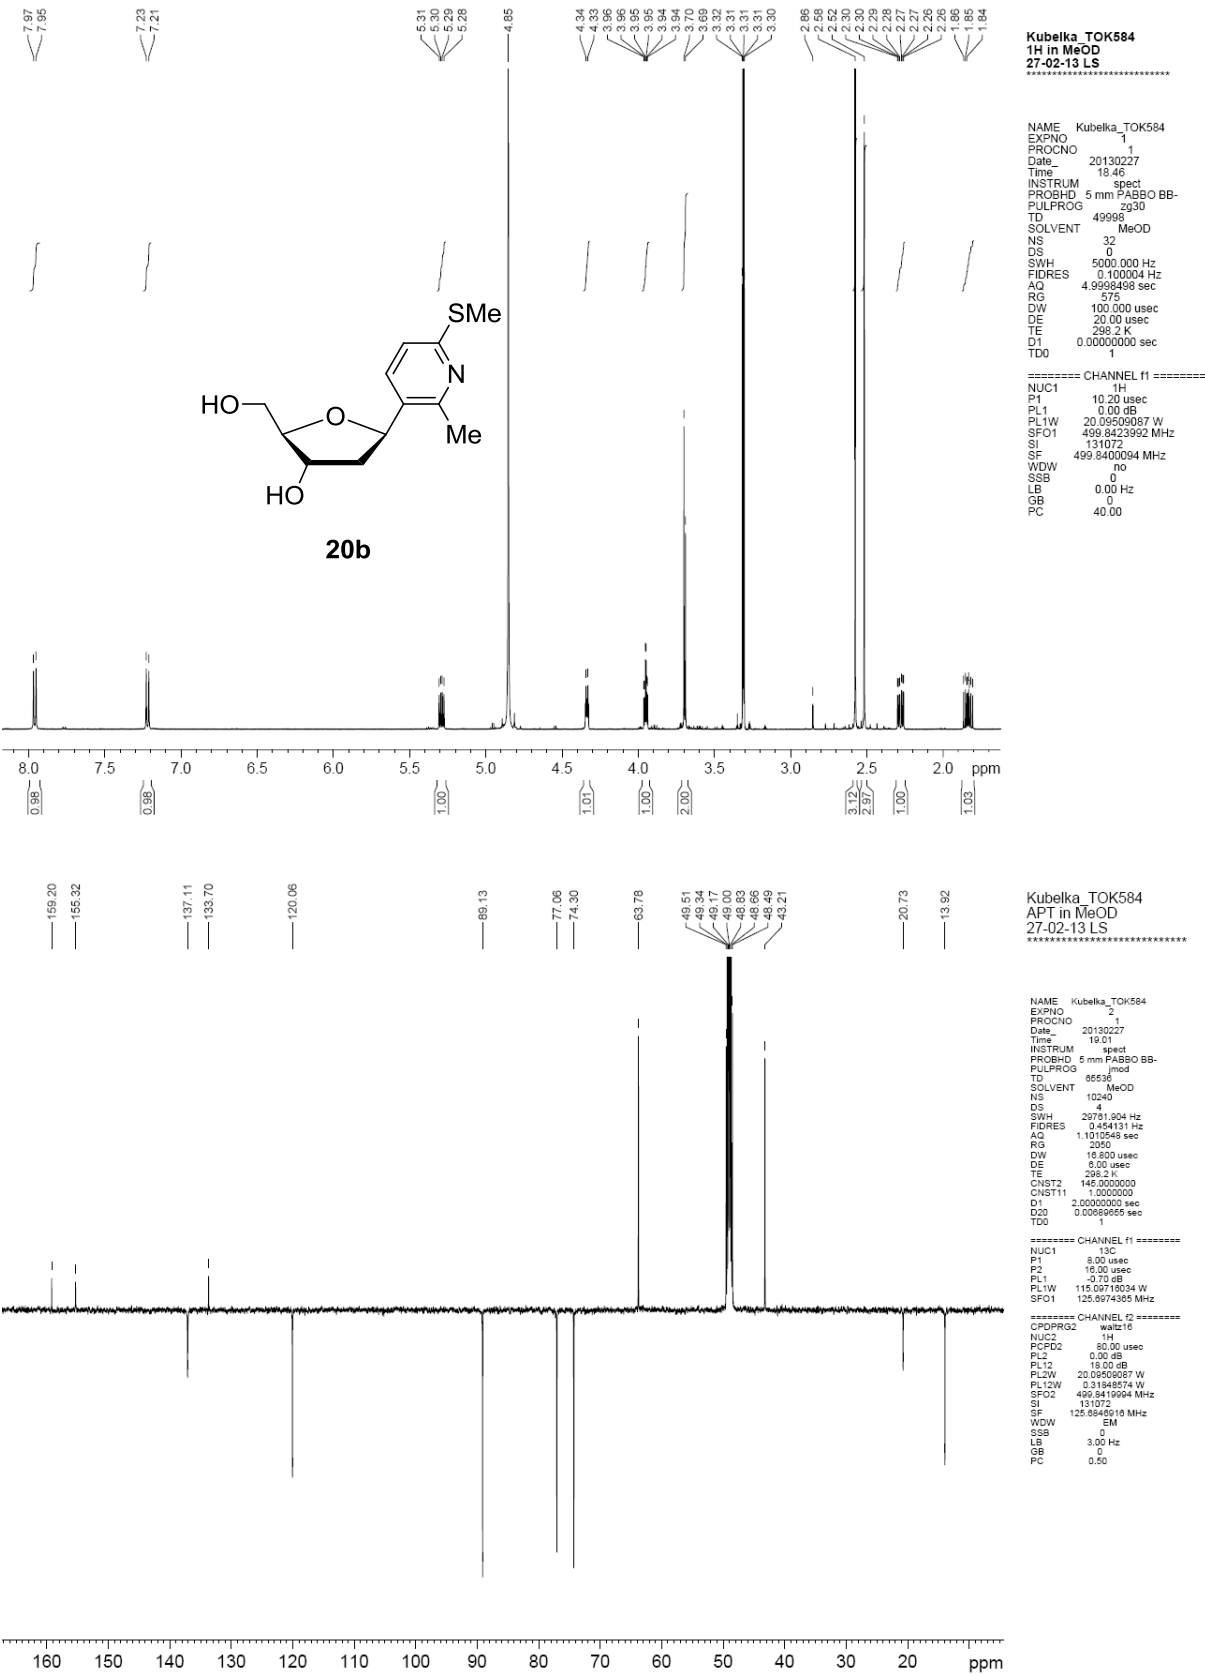 7.97
7.95
7.23
7.21
5.31
5.30
5.29
5.28
4.85
4.34
4.33
3.96
3.96
3.95
3.95
3.94
3.94
3.70
3.69
3.32
3.31
3.31
3.31
3.30
2.86
2.58
2.52
2.30
2.30
2.29
2.28
2.27
2.27
2.26
2.26
1.86
1.85
1.84
Kubelka_TOK584
1H in MeOD
27-02-13 LS
*****************************
NAME Kubelka_TOK584
EXPNO 1
PROCNO 1
Date_ 20130227
Time 18.46
INSTRUM spect
PROBHD 5 mm PABBO BB-
PULPROG zg30
TD 49998
SOLVENT MeOD
NS 32
DS 0
SWH 5000.000 Hz
FIDRES 0.100004 Hz
AQ 4.9998498 sec
RG 575
DW 100.000 usec
DE 20.00 usec
TE 298.2 K
D1 0.00000000 sec
TD0 1
======== CHANNEL f1 ========
NUC1 1H
P1 10.20 usec
PL1 0.00 dB
PL1W 20.09509087 W
SFO1 499.8423992 MHz
SI 131072
SF 499.8400094 MHz
WDW no
SSB 0
LB 0.00 Hz
GB 0
PC 40.00
SMe
N
HO
O
Me
HO
20b
8.0 7.5 7.0 6.5 6.0 5.5 5.0 4.5 4.0 3.5 3.0 2.5 2.0 ppm
0.98
0.98
1.00
1.01
1.00
2.00
3.12
2.97
1.00
1.03
159.20
155.32
137.11
133.70
120.06
89.13
77.06
74.30
63.78
49.51
49.34
49.17
49.00
48.83
48.66
48.49
43.21
20.73
13.92
Kubelka_TOK584
APT in MeOD
27-02-13 LS
*****************************
NAME Kubelka_TOK584
EXPNO 2
PROCNO 1
Date_ 20130227
Time 19.01
INSTRUM spect
PROBHD 5 mm PABBO BB-
PULPROG jmod
TD 65536
SOLVENT MeOD
NS 10240
DS 4
SWH 29761.904 Hz
FIDRES 0.454131 Hz
AQ 1.1010548 sec
RG 2050
DW 16.800 usec
DE 6.00 usec
TE 298.2 K
CNST2 145.0000000
CNST11 1.0000000
D1 2.00000000 sec
D20 0.00689655 sec
TD0 1
======== CHANNEL f1 ========
NUC1 13C
P1 8.00 usec
P2 16.00 usec
PL1 -0.70 dB
PL1W 115.09716034 W
SFO1 125.6974365 MHz
======== CHANNEL f2 ========
CPDPRG2 waltz16
NUC2 1H
PCPD2 80.00 usec
PL2 0.00 dB
PL12 18.00 dB
PL2W 20.09509087 W
PL12W 0.31848574 W
SFO2 499.8419994 MHz
SI 131072
SF 125.6846916 MHz
WDW EM
SSB 0
LB 3.00 Hz
GB 0
PC 0.50
160 150 140 130 120 110 100 90 80 70 60 50 40 30 20 ppm